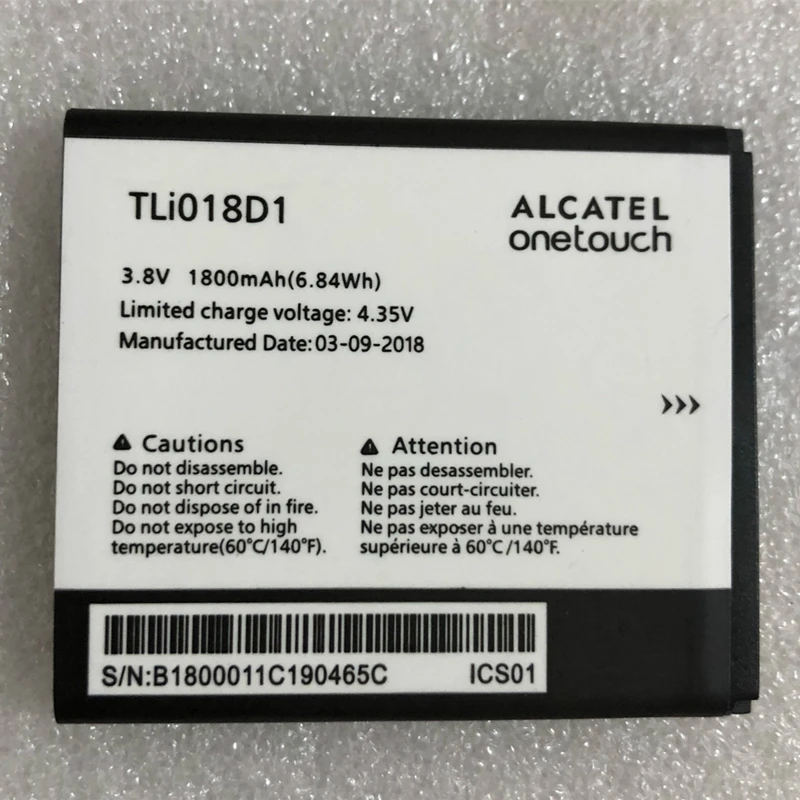 TLi018D1
ALCATEL
onetouch
3.8V 1800mAh(6.84Wh)
Limited charge voltage: 4.35V
Manufactured Date:03-09-2018
Cautions
Do not disassemble.
Do not short circuit.
Do not dispose of in fire.
Do not expose to high
temperature(60°C/140°F).
Attention
Ne pas desassembler.
Ne pas court-circuiter.
Ne pas jeter au feu.
Ne pas exposer à une température
supérieure à 60°C/140°F.
S/N:B1800011C190465C ICS01